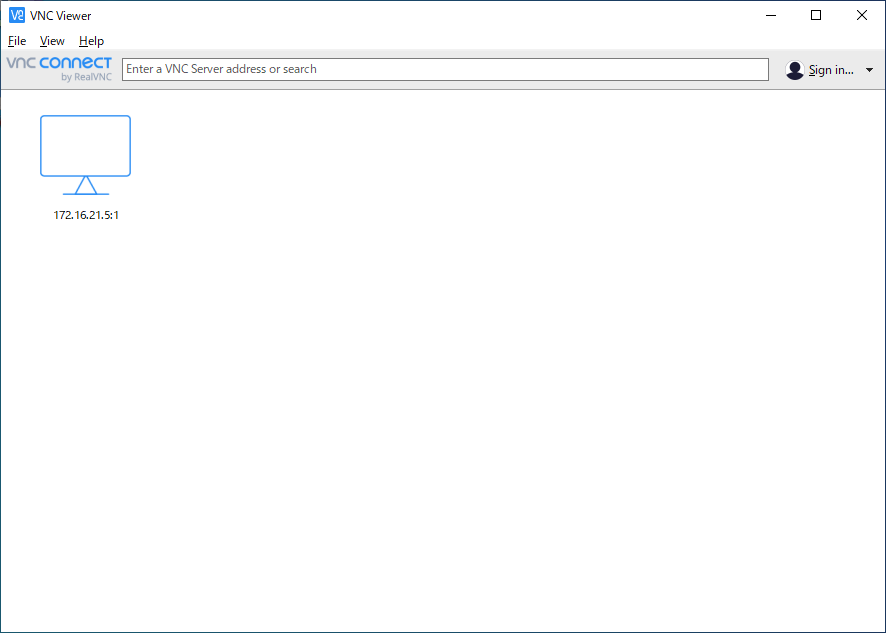 VNC Viewer
File View Help
vnc connect
by RealVNC
Enter a VNC Server address or search
Sign in...
172.16.21.5:1